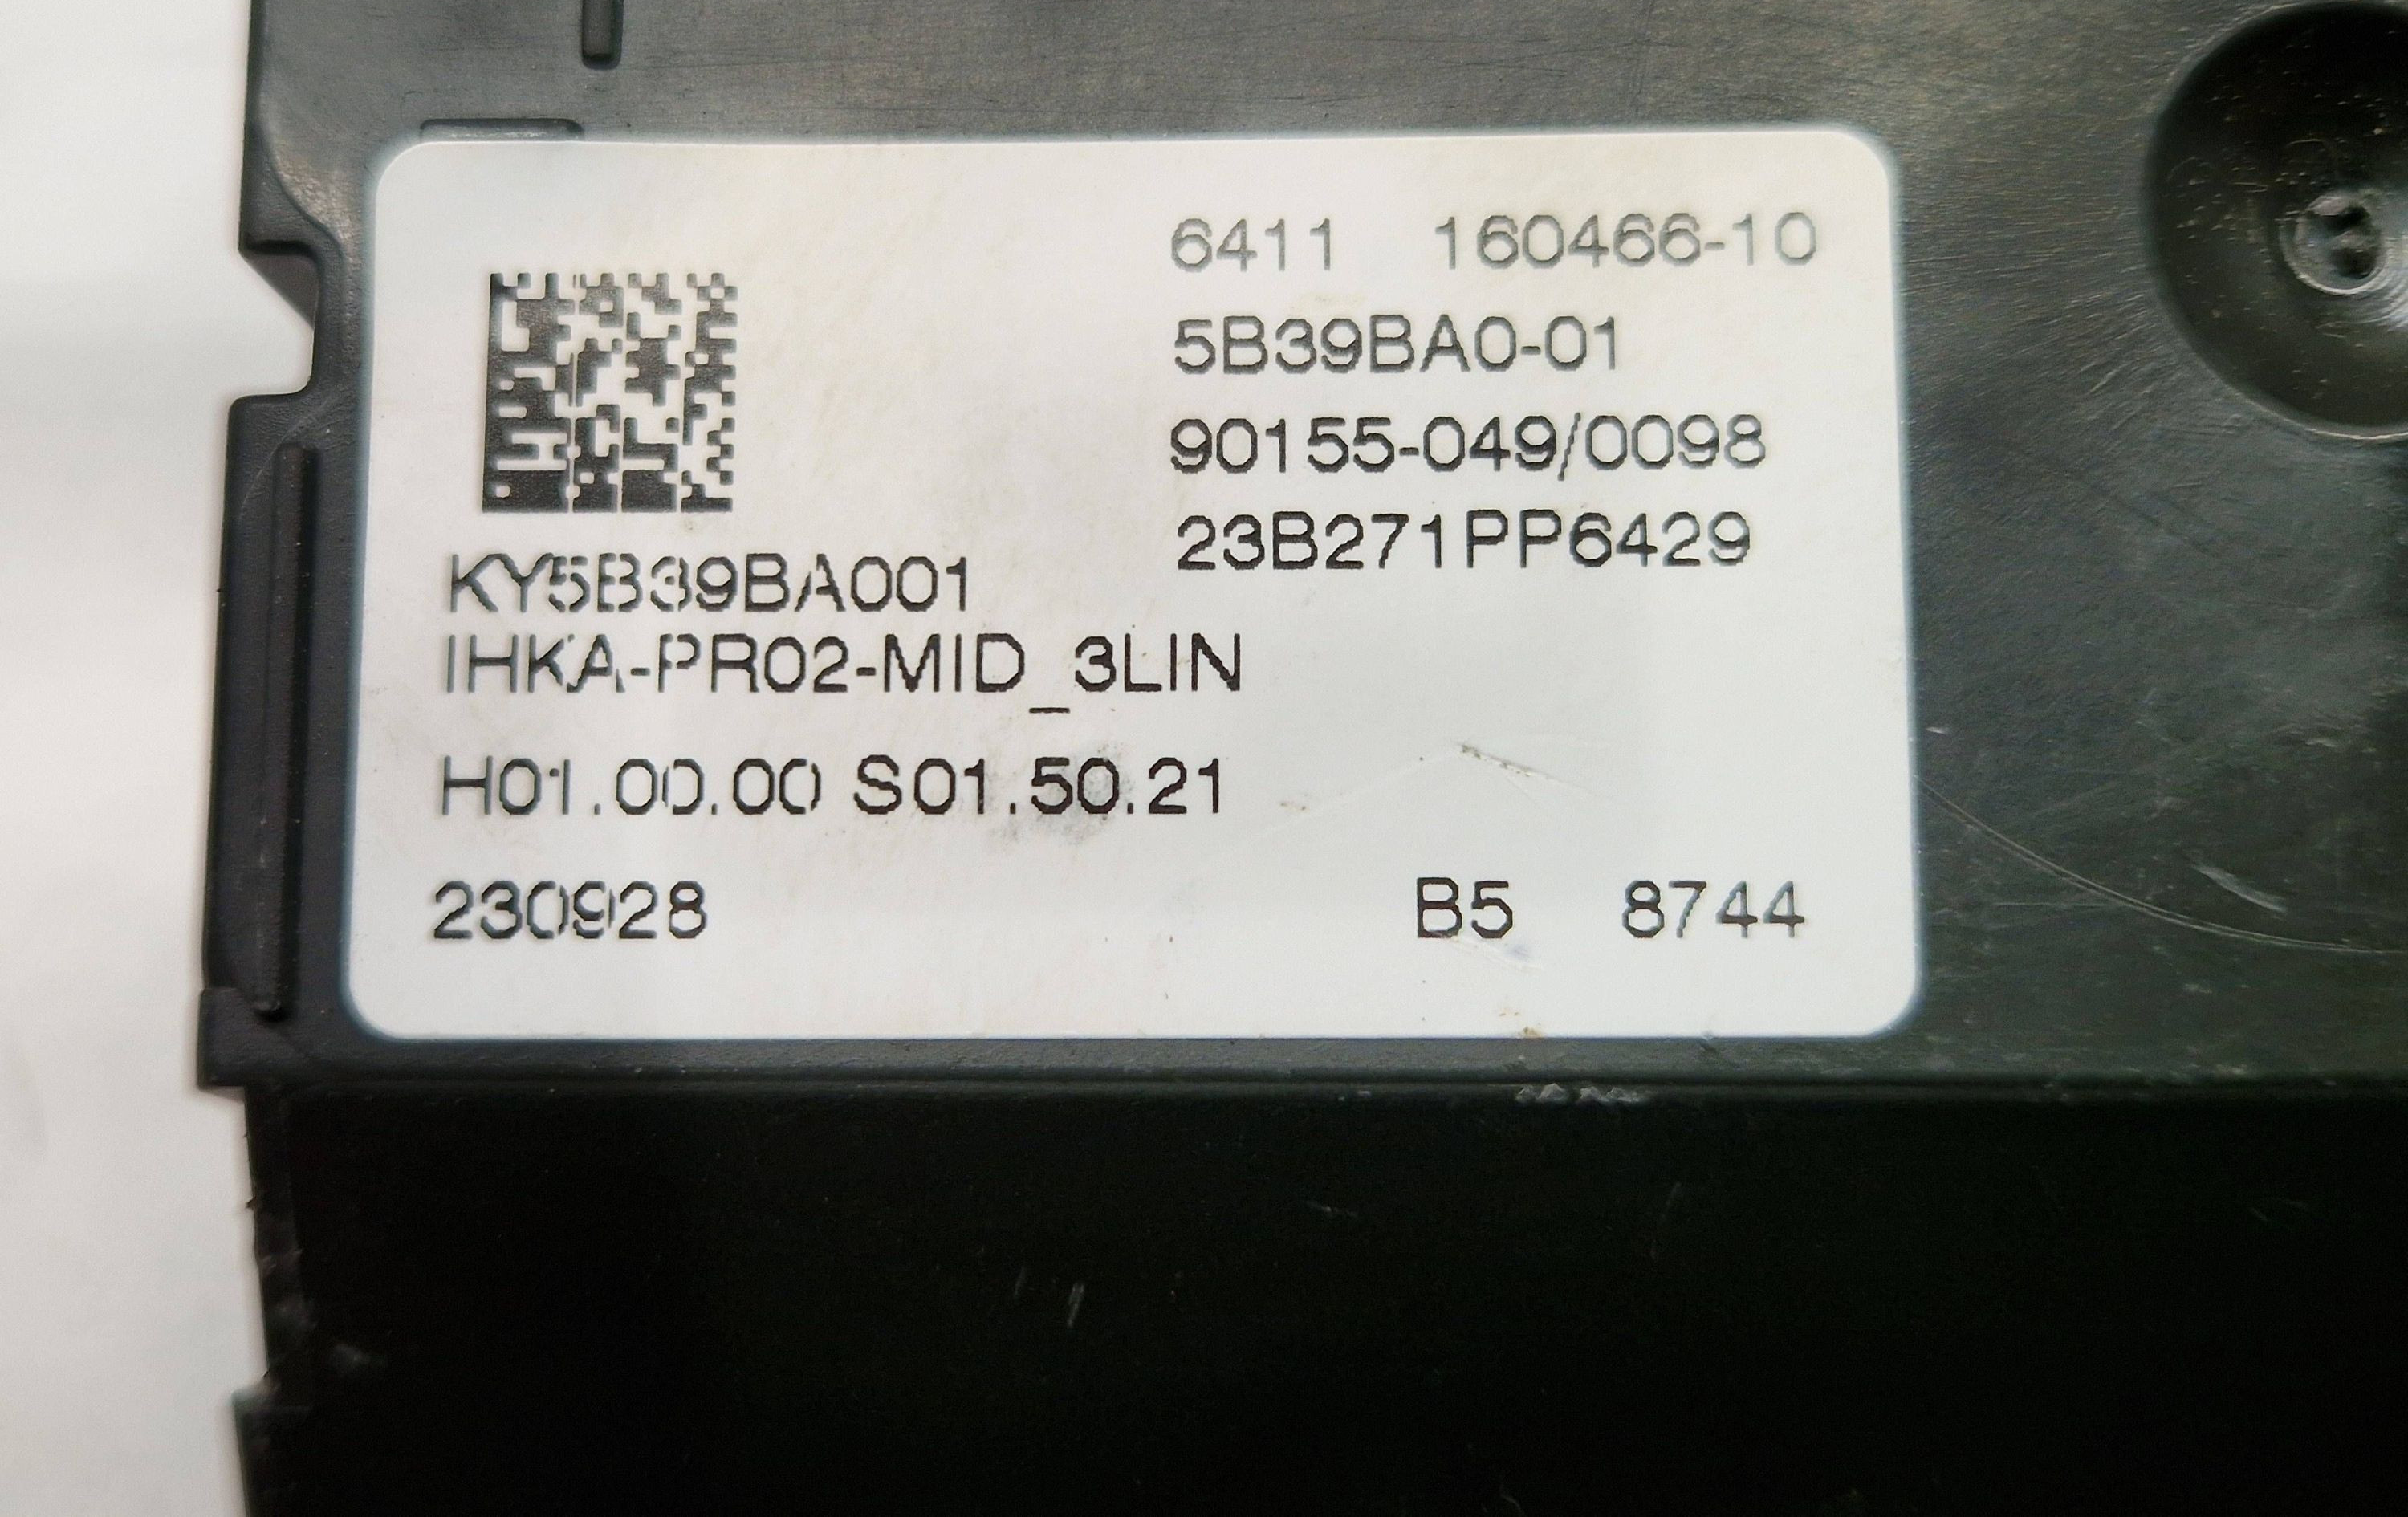 6411 160466-10
5B39BA0-01
90155-049/0098
23B271PP6429
KY5B39BA001
IHKA-PR02-MID_3LIN
H01.00.00 S01.50.21
230928 B5 8744